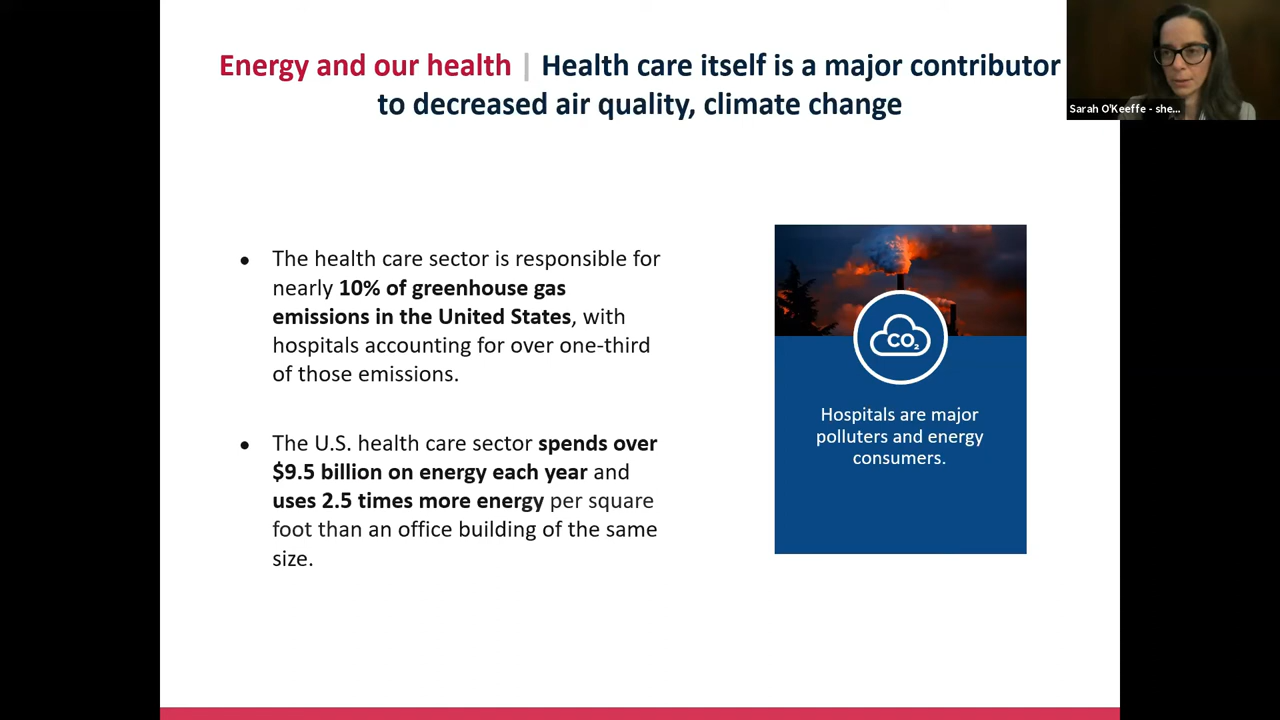 Energy and our health | Health care itself is a major contributor
to decreased air quality, climate change
Sarah O'Keeffe - she...
● The health care sector is responsible for
nearly 10% of greenhouse gas
emissions in the United States, with
hospitals accounting for over one-third
of those emissions.
● The U.S. health care sector spends over
$9.5 billion on energy each year and
uses 2.5 times more energy per square
foot than an office building of the same
size.
CO₂
Hospitals are major
polluters and energy
consumers.